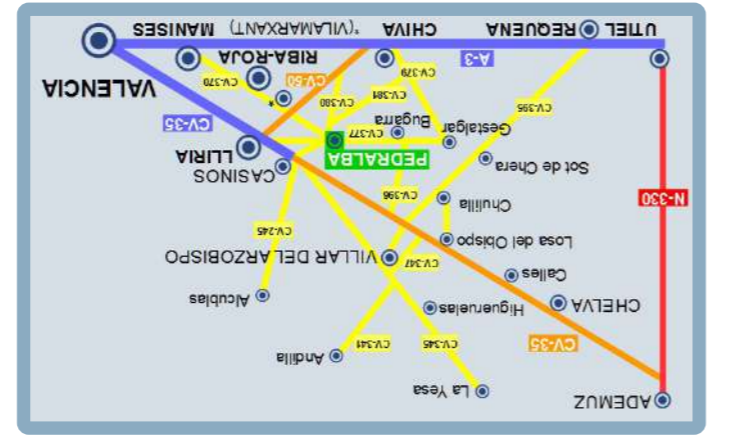 ADEMUZ
La Yesa
Andilla
CV-35
CV-345
CV-341
Higueruelas
CHELVA
Alcublas
Calles
CV-347
VILLAR DEL ARZOBISPO
Losa del Obispo
CV-245
Chulilla
N-330
CV-396
CASINOS
Sot de Chera
PEDRALBA
LLIRIA
CV-377
Gestalgar
Bugarra
CV-35
CV-395
*
CV-380
CV-381
VALENCIA
CV-50
CV-370
CV-379
RIBA-ROJA
A-3
UTIEL
REQUENA
CHIVA
*(VILAMARXANT)
MANISES